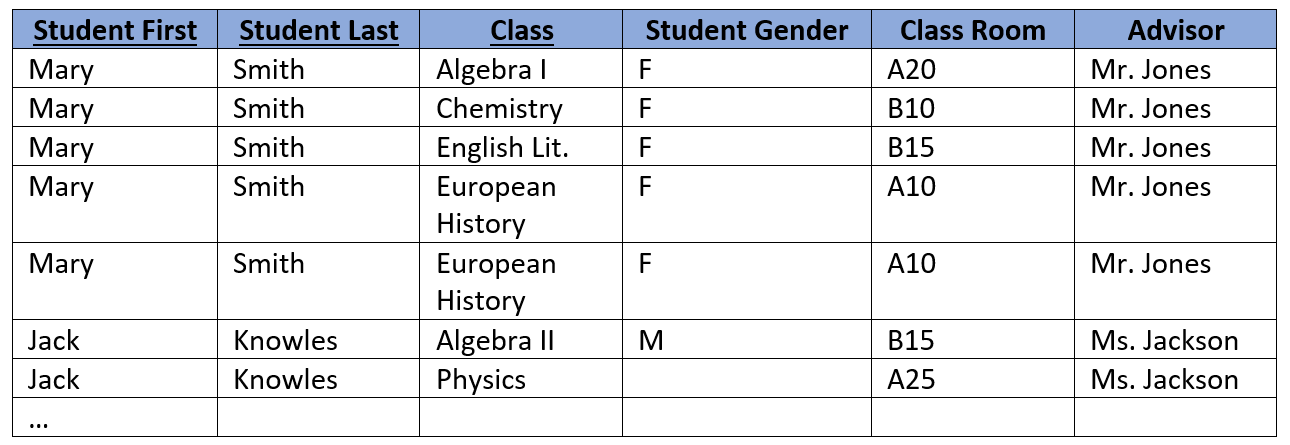 Student First Student Last Class Student Gender Class Room Advisor
Mary Smith Algebra I F A20 Mr. Jones
Mary Smith Chemistry F B10 Mr. Jones
Mary Smith English Lit. F B15 Mr. Jones
Mary Smith European F A10 Mr. Jones
History
Mary Smith European F A10 Mr. Jones
History
Jack Knowles Algebra II M B15 Ms. Jackson
Jack Knowles Physics A25 Ms. Jackson
...